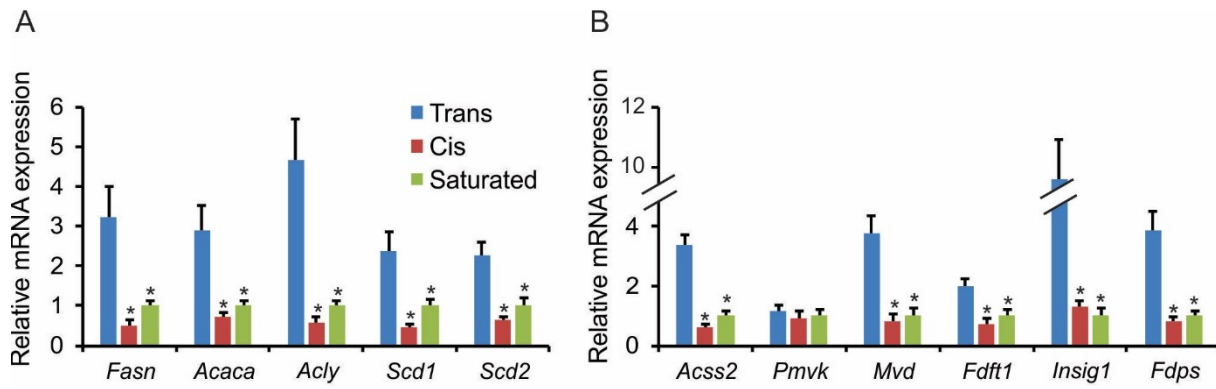 A
Relative mRNA expression
6
5
4
3
2
1
0
Trans
Cis
Saturated
* * * * * * * * * *
Fasn Acaca Acly Scd1 Scd2
B
Relative mRNA expression
12
10
4
2
0
* * * * * * * * * *
Acss2 Pmvk Mvd Fdft1 Insig1 Fdps